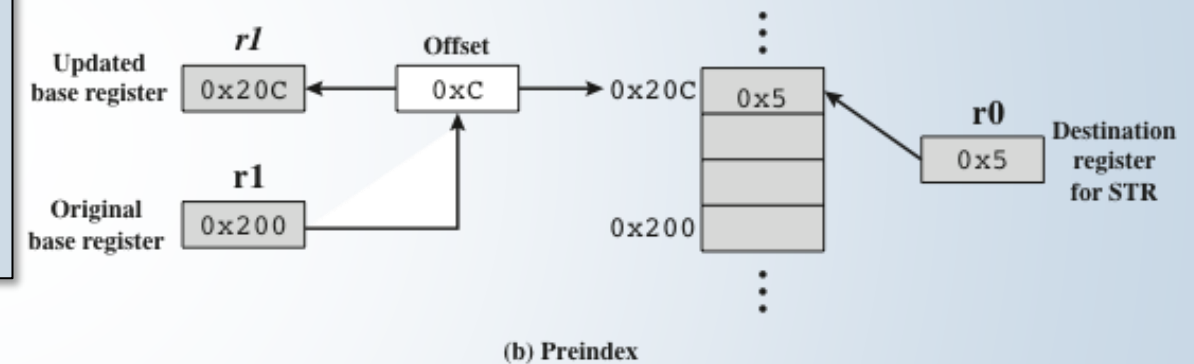 r1
Offset
Updated
base register
0x20C
0xC
0x20C
0x5
r0
Destination
register
for STR
0x5
r1
Original
base register
0x200
0x200
(b) Preindex